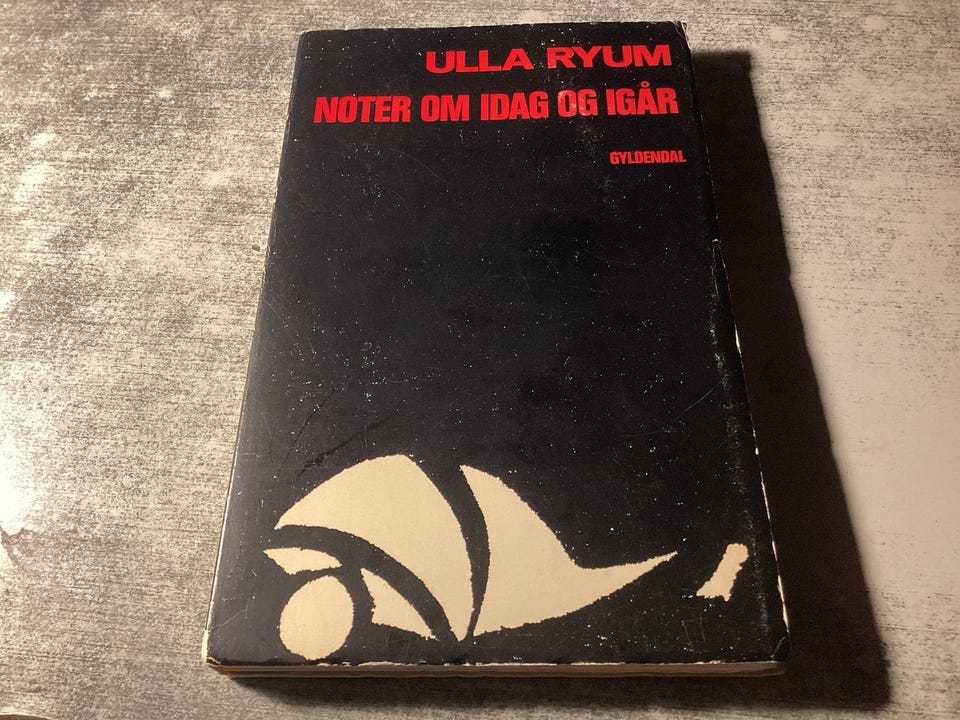 ULLA RYUM
NOTER OM IDAG OG IGÅR
GYLDENDAL